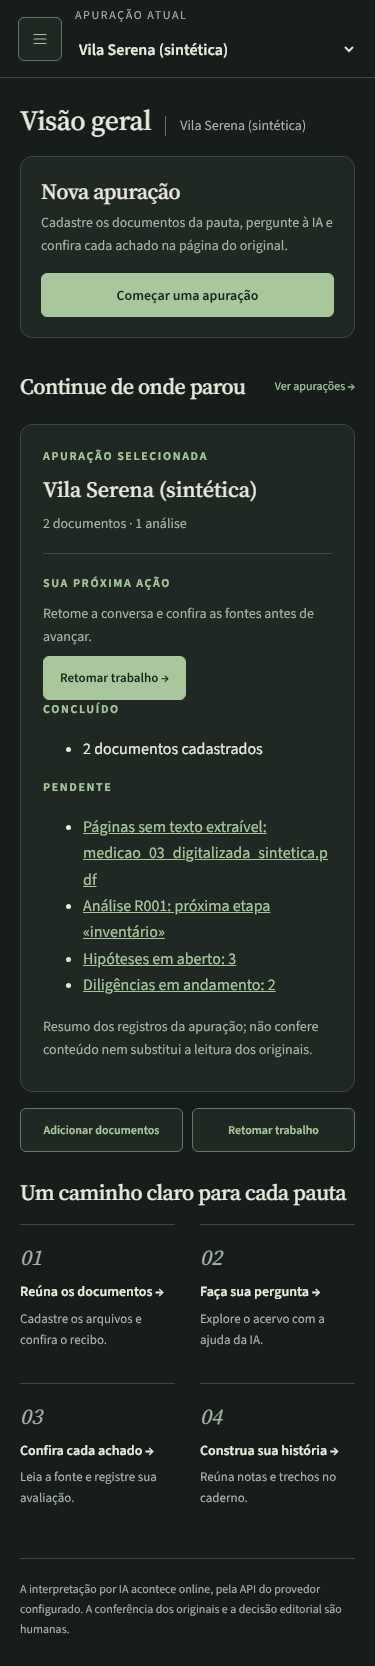 APURAÇÃO ATUAL
Vila Serena (sintética)
Visão geral
Vila Serena (sintética)
Nova apuração
Cadastre os documentos da pauta, pergunte à IA e
confira cada achado na página do original.
Começar uma apuração
Continue de onde parou
Ver apurações →
APURAÇÃO SELECIONADA
Vila Serena (sintética)
2 documentos · 1 análise
SUA PRÓXIMA AÇÃO
Retome a conversa e confira as fontes antes de
avançar.
Retomar trabalho →
CONCLUÍDO
• 2 documentos cadastrados
PENDENTE
• Páginas sem texto extraível:
medicao_03_digitalizada_sintetica.p
df
• Análise R001: próxima etapa
«inventário»
• Hipóteses em aberto: 3
• Diligências em andamento: 2
Resumo dos registros da apuração; não confere
conteúdo nem substitui a leitura dos originais.
Adicionar documentos
Retomar trabalho
Um caminho claro para cada pauta
01
Reúna os documentos →
Cadastre os arquivos e
confira o recibo.
02
Faça sua pergunta →
Explore o acervo com a
ajuda da IA.
03
Confira cada achado →
Leia a fonte e registre sua
avaliação.
04
Construa sua história →
Reúna notas e trechos no
caderno.
A interpretação por IA acontece online, pela API do provedor
configurado. A conferência dos originais e a decisão editorial são
humanas.